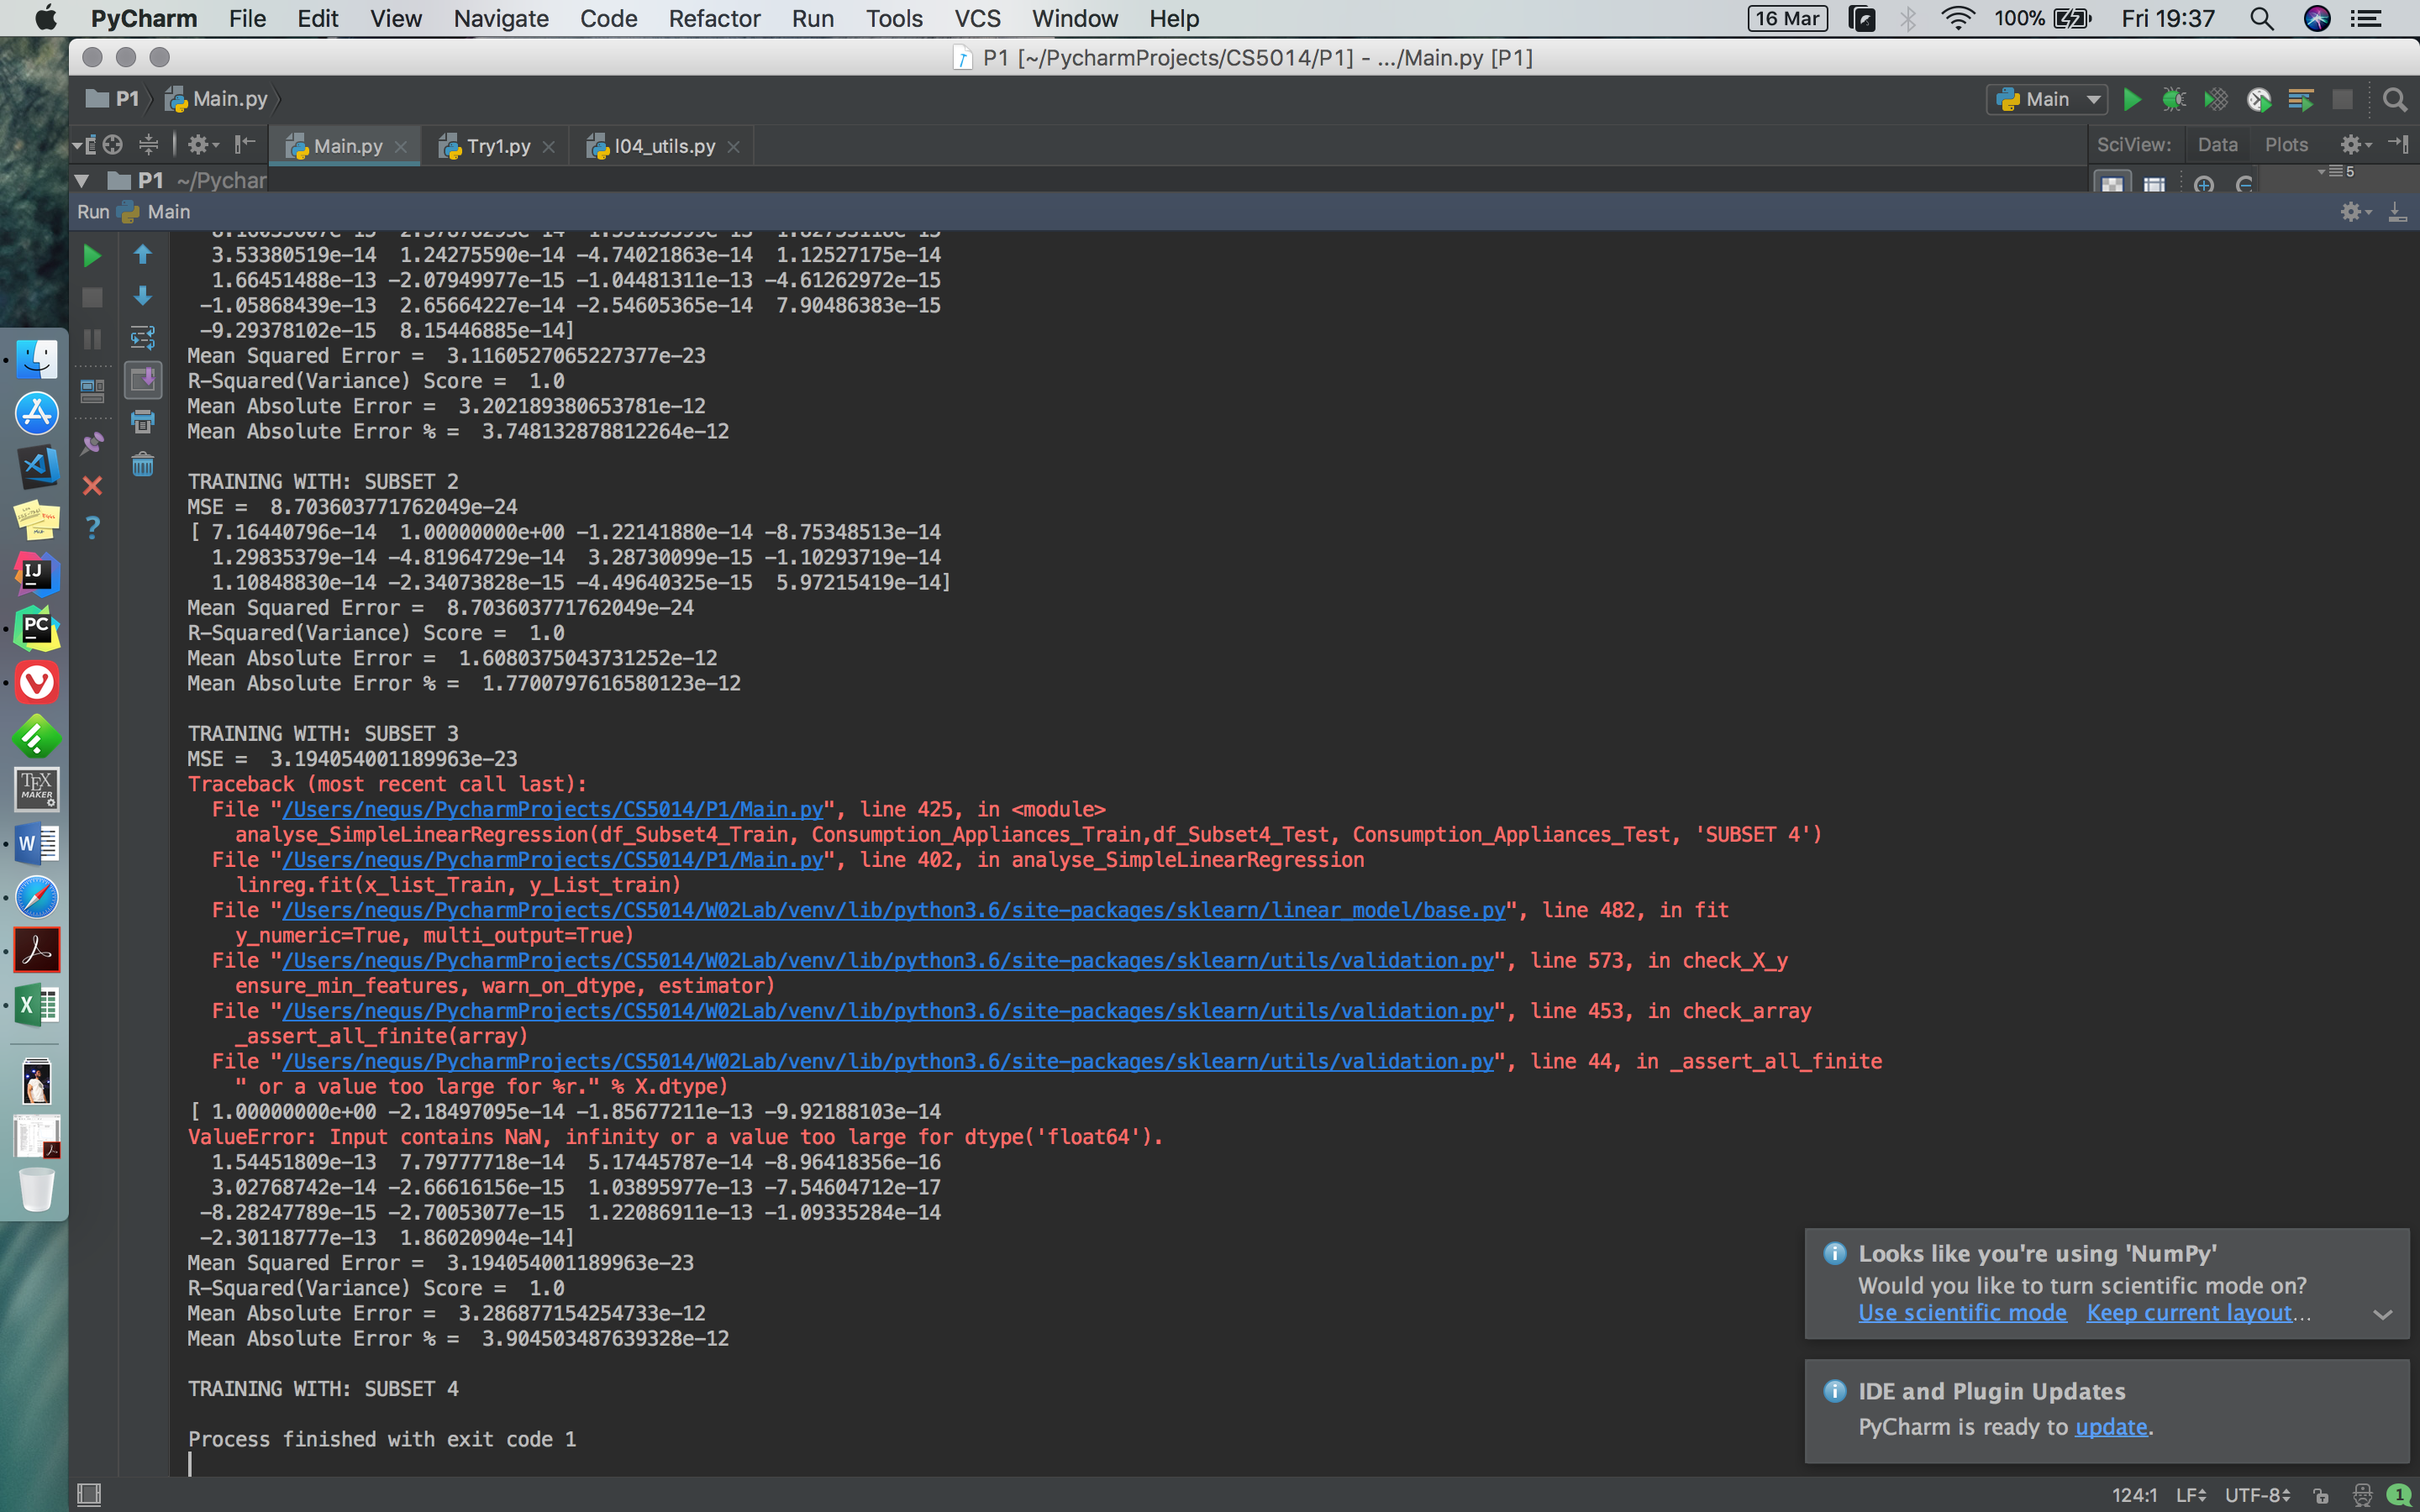 PyCharm File Edit View Navigate Code Refactor Run Tools VCS Window Help 16 Mar 100% Fri 19:37
P1 [~/PycharmProjects/CS5014/P1] - .../Main.py [P1]
P1 Main.py Main
Main.py Try1.py l04_utils.py SciView: Data Plots
P1 ~/Pychar 5
Run Main
3.53380519e-14 1.24275590e-14 -4.74021863e-14 1.12527175e-14
1.66451488e-13 -2.07949977e-15 -1.04481311e-13 -4.61262972e-15
-1.05868439e-13 2.65664227e-14 -2.54605365e-14 7.90486383e-15
-9.29378102e-15 8.15446885e-14]
Mean Squared Error = 3.1160527065227377e-23
R-Squared(Variance) Score = 1.0
Mean Absolute Error = 3.202189380653781e-12
Mean Absolute Error % = 3.748132878812264e-12
TRAINING WITH: SUBSET 2
MSE = 8.703603771762049e-24
[ 7.16440796e-14 1.00000000e+00 -1.22141880e-14 -8.75348513e-14
1.29835379e-14 -4.81964729e-14 3.28730099e-15 -1.10293719e-14
1.10848830e-14 -2.34073828e-15 -4.49640325e-15 5.97215419e-14]
Mean Squared Error = 8.703603771762049e-24
R-Squared(Variance) Score = 1.0
Mean Absolute Error = 1.6080375043731252e-12
Mean Absolute Error % = 1.7700797616580123e-12
TRAINING WITH: SUBSET 3
MSE = 3.194054001189963e-23
Traceback (most recent call last):
File "/Users/negus/PycharmProjects/CS5014/P1/Main.py", line 425, in <module>
analyse_SimpleLinearRegression(df_Subset4_Train, Consumption_Appliances_Train,df_Subset4_Test, Consumption_Appliances_Test, 'SUBSET 4')
File "/Users/negus/PycharmProjects/CS5014/P1/Main.py", line 402, in analyse_SimpleLinearRegression
linreg.fit(x_list_Train, y_List_train)
File "/Users/negus/PycharmProjects/CS5014/W02Lab/venv/lib/python3.6/site-packages/sklearn/linear_model/base.py", line 482, in fit
y_numeric=True, multi_output=True)
File "/Users/negus/PycharmProjects/CS5014/W02Lab/venv/lib/python3.6/site-packages/sklearn/utils/validation.py", line 573, in check_X_y
ensure_min_features, warn_on_dtype, estimator)
File "/Users/negus/PycharmProjects/CS5014/W02Lab/venv/lib/python3.6/site-packages/sklearn/utils/validation.py", line 453, in check_array
_assert_all_finite(array)
File "/Users/negus/PycharmProjects/CS5014/W02Lab/venv/lib/python3.6/site-packages/sklearn/utils/validation.py", line 44, in _assert_all_finite
" or a value too large for %r." % X.dtype)
[ 1.00000000e+00 -2.18497095e-14 -1.85677211e-13 -9.92188103e-14
ValueError: Input contains NaN, infinity or a value too large for dtype('float64').
1.54451809e-13 7.79777718e-14 5.17445787e-14 -8.96418356e-16
3.02768742e-14 -2.66616156e-15 1.03895977e-13 -7.54604712e-17
-8.28247789e-15 -2.70053077e-15 1.22086911e-13 -1.09335284e-14
-2.30118777e-13 1.86020904e-14]
Mean Squared Error = 3.194054001189963e-23
R-Squared(Variance) Score = 1.0
Mean Absolute Error = 3.286877154254733e-12
Mean Absolute Error % = 3.904503487639328e-12
TRAINING WITH: SUBSET 4
Process finished with exit code 1
Looks like you're using 'NumPy'
Would you like to turn scientific mode on?
Use scientific mode Keep current layout...
IDE and Plugin Updates
PyCharm is ready to update.
124:1 LF UTF-8 1
IJ
PC
TEX
MAKER
W
X